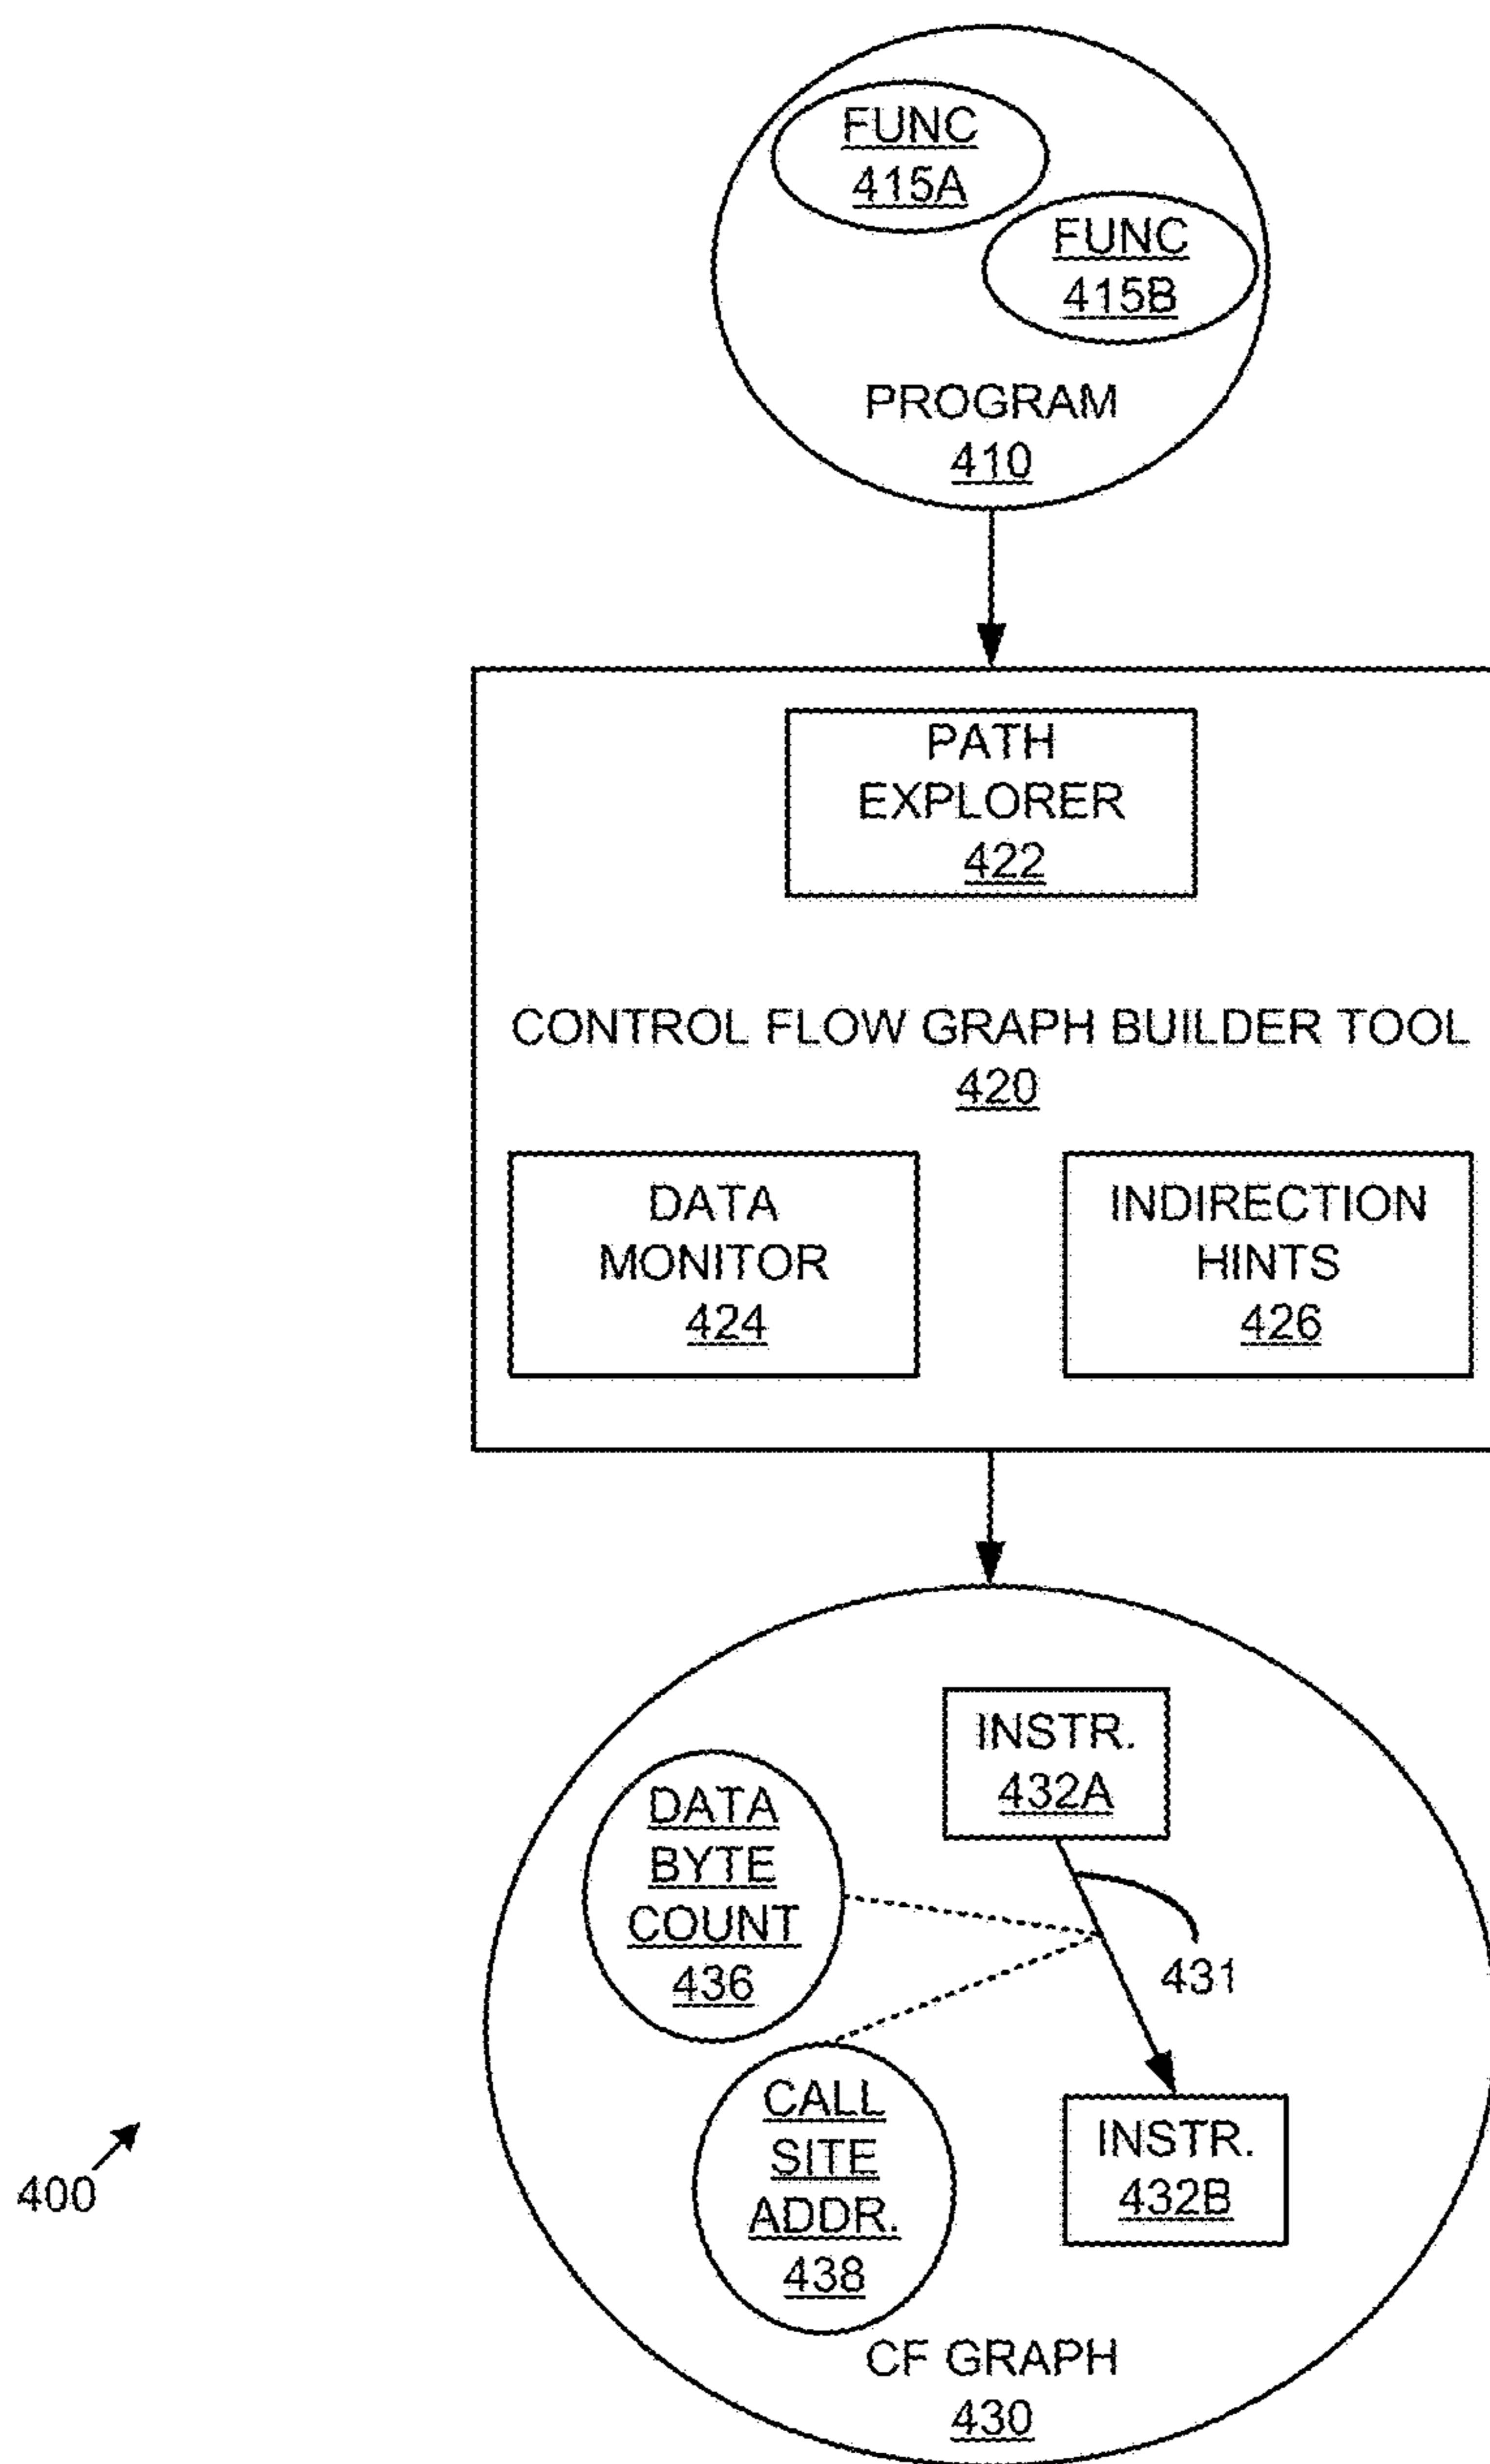 FUNC
415A
FUNC
415B
PROGRAM
410
PATH
EXPLORER
422
CONTROL FLOW GRAPH BUILDER TOOL
420
DATA
MONITOR
424
INDIRECTION
HINTS
426
INSTR.
432A
DATA
BYTE
COUNT
436
431
CALL
SITE
ADDR.
438
INSTR.
432B
400
CF GRAPH
430